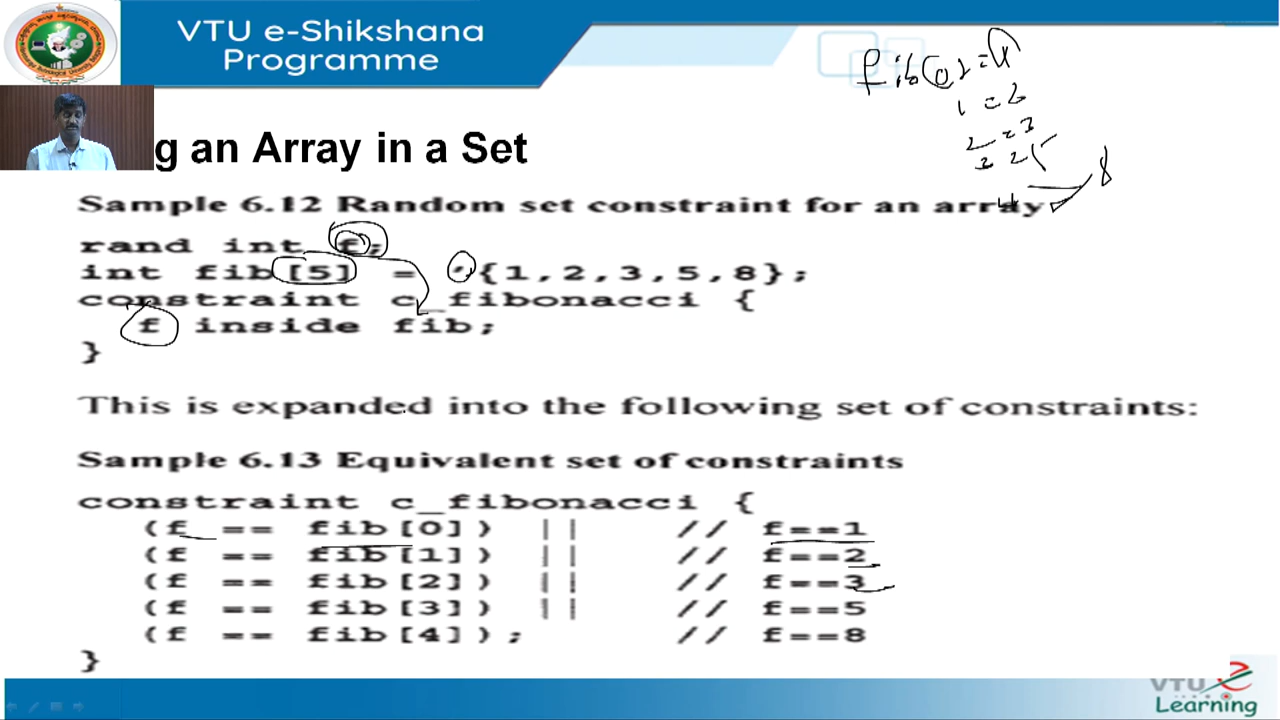 VTU e-Shikshana
Programme
g an Array in a Set
Sample 6.12 Random set constraint for an array
rand int f;
int fib[5] = '{1,2,3,5,8};
constraint c_fibonacci {
f inside fib;
}
This is expanded into the following set of constraints:
Sample 6.13 Equivalent set of constraints
constraint c_fibonacci {
(f == fib[0]) || // f==1
(f == fib[1]) || // f==2
(f == fib[2]) || // f==3
(f == fib[3]) || // f==5
(f == fib[4]); // f==8
}
VTU
Learning